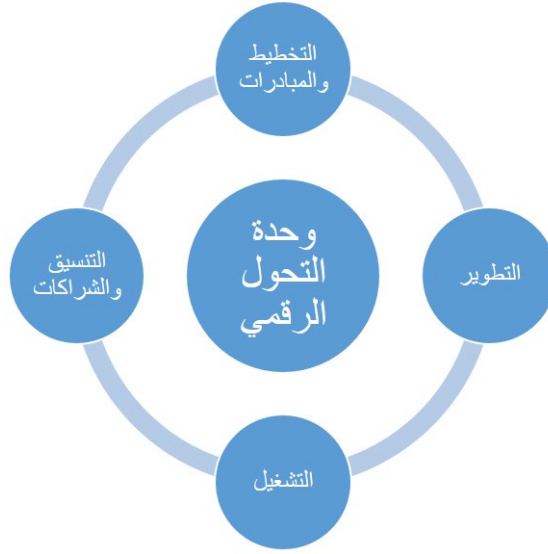 التخطيط
والمبادرات
وحدة
التحول
الرقمي
التطوير
التنسيق
والشراكات
التشغيل